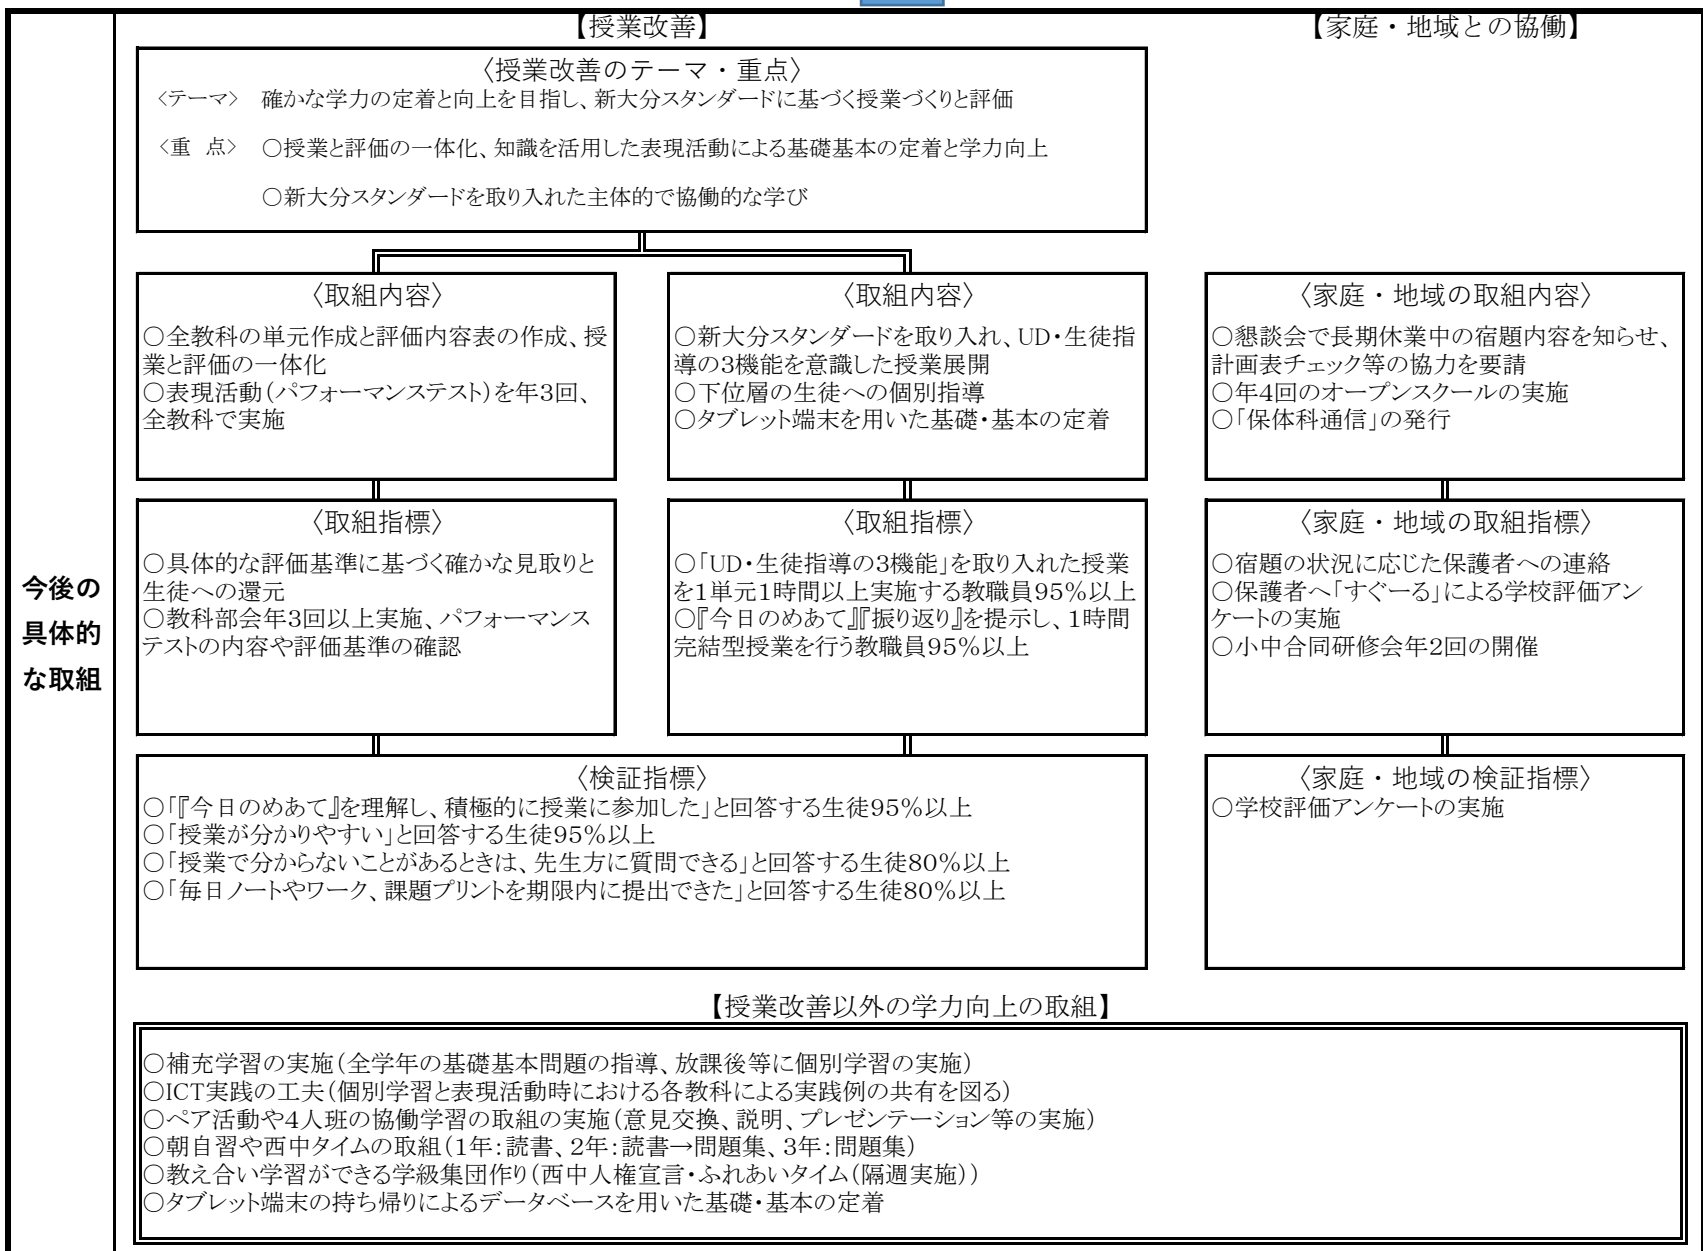 今後の
具体的
な取組
【授業改善】
〈授業改善のテーマ・重点〉
〈テーマ〉 確かな学力の定着と向上を目指し、新大分スタンダードに基づく授業づくりと評価
〈重 点〉 ○授業と評価の一体化、知識を活用した表現活動による基礎基本の定着と学力向上
○新大分スタンダードを取り入れた主体的で協働的な学び
〈取組内容〉
○全教科の単元作成と評価内容表の作成、授
業と評価の一体化
○表現活動(パフォーマンステスト)を年3回、
全教科で実施
〈取組内容〉
○新大分スタンダードを取り入れ、UD・生徒指
導の3機能を意識した授業展開
○下位層の生徒への個別指導
○タブレット端末を用いた基礎・基本の定着
〈取組指標〉
○具体的な評価基準に基づく確かな見取りと
生徒への還元
○教科部会年3回以上実施、パフォーマンス
テストの内容や評価基準の確認
〈取組指標〉
○「UD・生徒指導の3機能」を取り入れた授業
を1単元1時間以上実施する教職員95%以上
○『今日のめあて』『振り返り』を提示し、1時間
完結型授業を行う教職員95%以上
〈検証指標〉
○「『今日のめあて』を理解し、積極的に授業に参加した」と回答する生徒95%以上
○「授業が分かりやすい」と回答する生徒95%以上
○「授業で分からないことがあるときは、先生方に質問できる」と回答する生徒80%以上
○「毎日ノートやワーク、課題プリントを期限内に提出できた」と回答する生徒80%以上
【家庭・地域との協働】
〈家庭・地域の取組内容〉
○懇談会で長期休業中の宿題内容を知らせ、
計画表チェック等の協力を要請
○年4回のオープンスクールの実施
○「保体科通信」の発行
〈家庭・地域の取組指標〉
○宿題の状況に応じた保護者への連絡
○保護者へ「すぐーる」による学校評価アン
ケートの実施
○小中合同研修会年2回の開催
〈家庭・地域の検証指標〉
○学校評価アンケートの実施
【授業改善以外の学力向上の取組】
○補充学習の実施(全学年の基礎基本問題の指導、放課後等に個別学習の実施)
○ICT実践の工夫(個別学習と表現活動時における各教科による実践例の共有を図る)
○ペア活動や4人班の協働学習の取組の実施(意見交換、説明、プレゼンテーション等の実施)
○朝自習や西中タイムの取組(1年:読書、2年:読書→問題集、3年:問題集)
○教え合い学習ができる学級集団作り(西中人権宣言・ふれあいタイム(隔週実施))
○タブレット端末の持ち帰りによるデータベースを用いた基礎・基本の定着